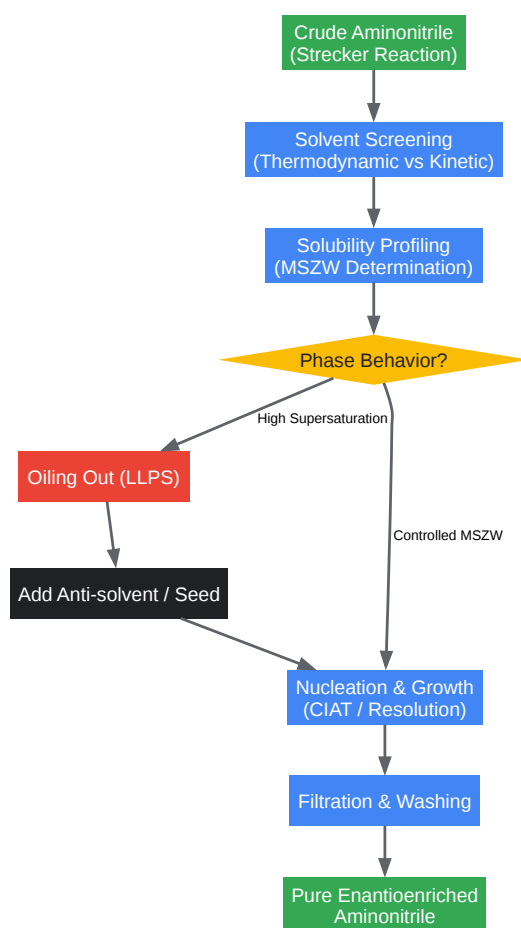 Crude Aminonitrile
(Strecker Reaction)
Solvent Screening
(Thermodynamic vs Kinetic)
Solubility Profiling
(MSZW Determination)
Phase Behavior?
High Supersaturation
Oiling Out (LLPS)
Controlled MSZW
Add Anti-solvent / Seed
Nucleation & Growth
(CIAT / Resolution)
Filtration & Washing
Pure Enantioenriched
Aminonitrile